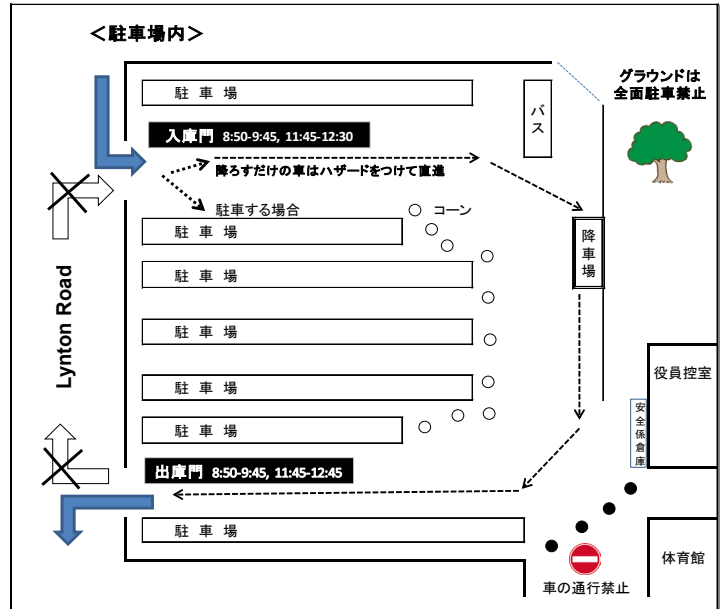 ＜駐車場内＞
グラウンドは
全面駐車禁止
駐 車 場
バス
入庫門 8:50-9:45, 11:45-12:30
降ろすだけの車はハザードをつけて直進
駐車する場合
コーン
駐 車 場
降車場
駐 車 場
Lynton Road
駐 車 場
役員控室
駐 車 場
安全係倉庫
駐 車 場
出庫門 8:50-9:45, 11:45-12:45
駐 車 場
体育館
車の通行禁止